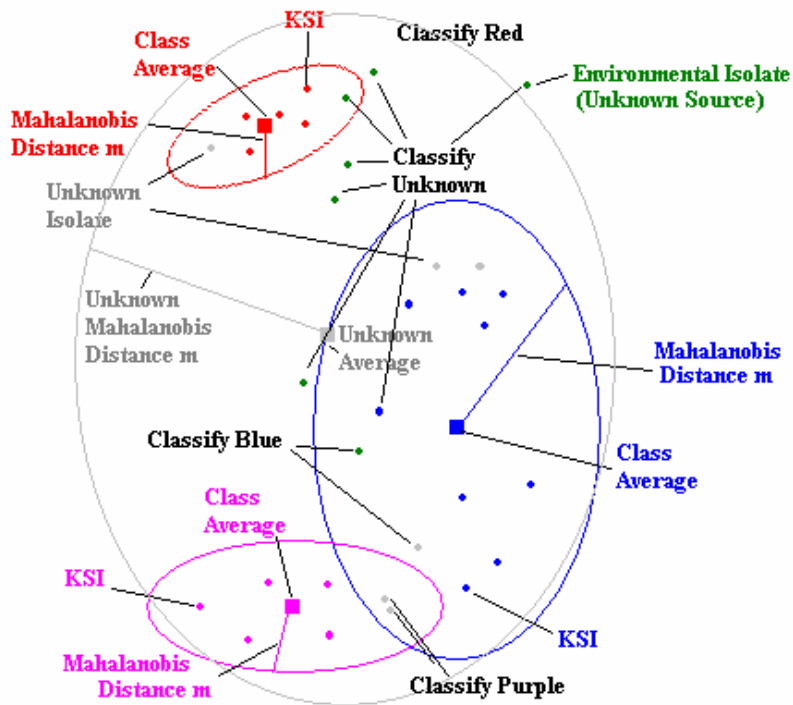 KSI
Classify Red
Class
Average
Environmental Isolate
(Unknown Source)
Mahalanobis
Distance m
Classify
Unknown
Unknown
Isolate
Unknown
Mahalanobis
Distance m
Unknown
Average
Mahalanobis
Distance m
Classify Blue
Class
Average
Class
Average
KSI
KSI
Mahalanobis
Distance m
Classify Purple